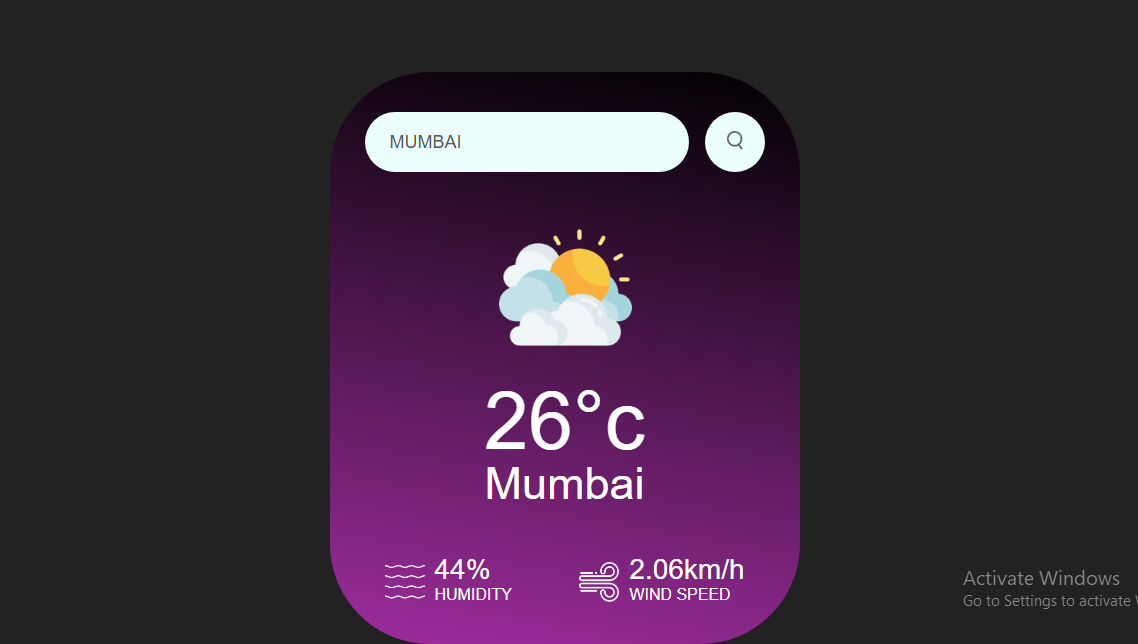 MUMBAI
26°c
Mumbai
44%
HUMIDITY
2.06km/h
WIND SPEED
Activate Windows
Go to Settings to activate W